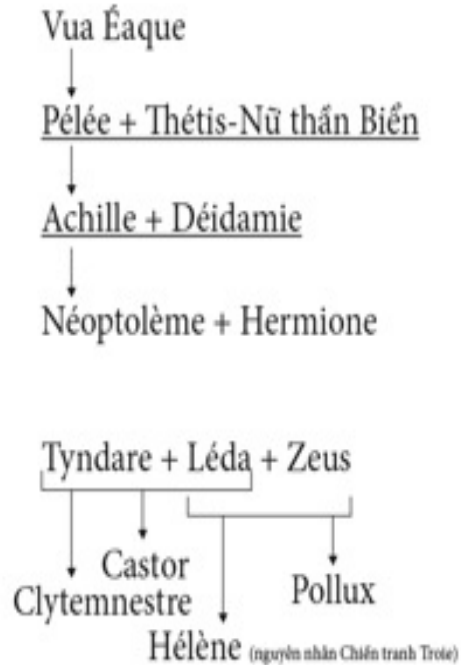 Vua Éaque
Pélée + Thétis-Nữ thần Biển
Achille + Déidamie
Néoptolème + Hermione
Tyndare + Léda + Zeus
Castor
Clytemnestre
Pollux
Hélène (nguyên nhân Chiến tranh Troie)